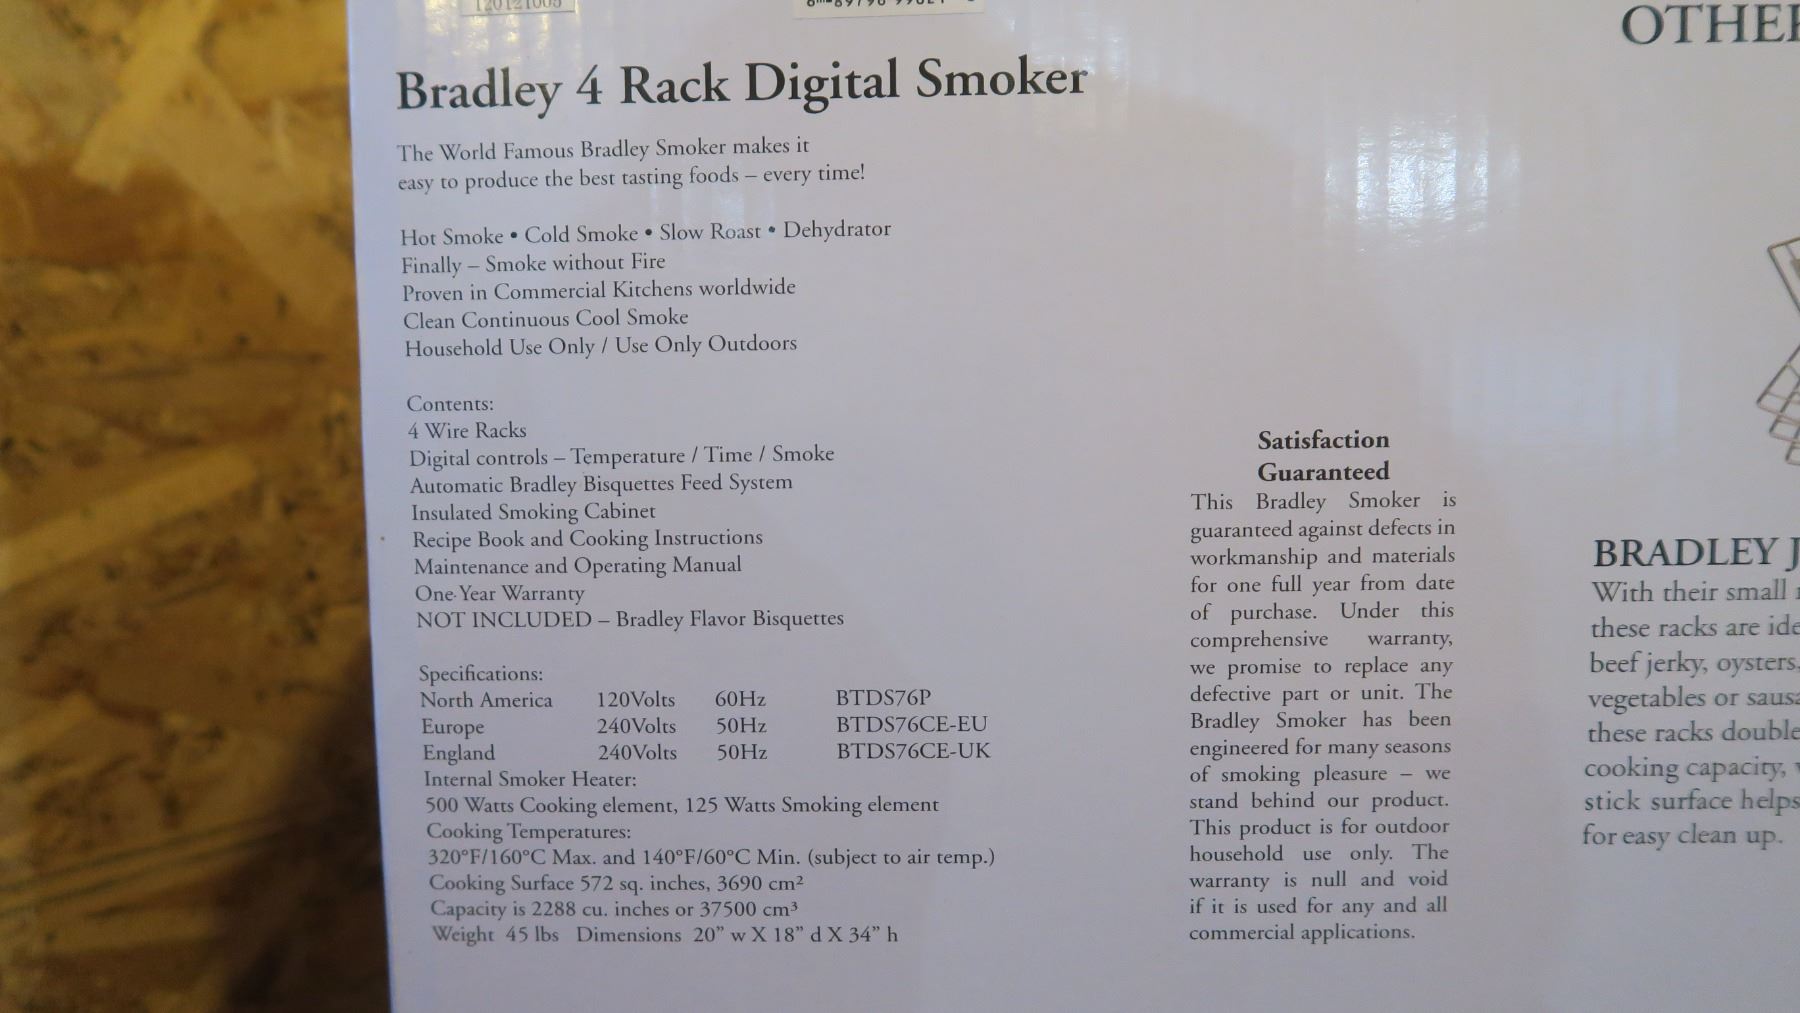 120121005
Bradley 4 Rack Digital Smoker
The World Famous Bradley Smoker makes it
easy to produce the best tasting foods – every time!
Hot Smoke • Cold Smoke • Slow Roast • Dehydrator
Finally – Smoke without Fire
Proven in Commercial Kitchens worldwide
Clean Continuous Cool Smoke
Household Use Only / Use Only Outdoors
Contents:
4 Wire Racks
Digital controls – Temperature / Time / Smoke
Automatic Bradley Bisquettes Feed System
Insulated Smoking Cabinet
Recipe Book and Cooking Instructions
Maintenance and Operating Manual
One-Year Warranty
NOT INCLUDED – Bradley Flavor Bisquettes
Specifications:
North America 120Volts 60Hz BTDS76P
Europe 240Volts 50Hz BTDS76CE-EU
England 240Volts 50Hz BTDS76CE-UK
Internal Smoker Heater:
500 Watts Cooking element, 125 Watts Smoking element
Cooking Temperatures:
320°F/160°C Max. and 140°F/60°C Min. (subject to air temp.)
Cooking Surface 572 sq. inches, 3690 cm²
Capacity is 2288 cu. inches or 37500 cm³
Weight 45 lbs Dimensions 20” w X 18” d X 34” h
Satisfaction
Guaranteed
This Bradley Smoker is
guaranteed against defects in
workmanship and materials
for one full year from date
of purchase. Under this
comprehensive warranty,
we promise to replace any
defective part or unit. The
Bradley Smoker has been
engineered for many seasons
of smoking pleasure – we
stand behind our product.
This product is for outdoor
household use only. The
warranty is null and void
if it is used for any and all
commercial applications.
OTHE
BRADLEY J
With their small
these racks are
beef jerky, oysters,
vegetables or
these racks double
cooking capacity,
stick surface helps
for easy clean up.